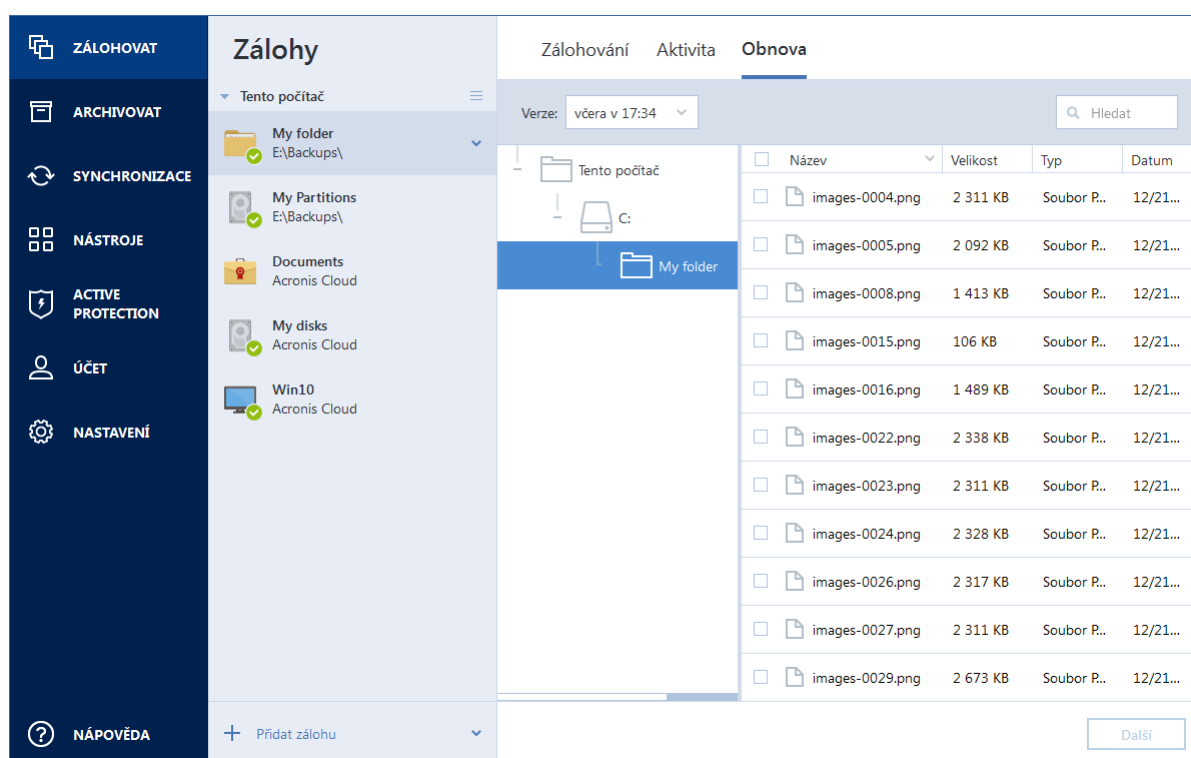 ZÁLOHOVAT
ARCHIVOVAT
SYNCHRONIZACE
NÁSTROJE
ACTIVE
PROTECTION
ÚČET
NASTAVENÍ
NÁPOVĚDA
Zálohy
Tento počítač
My folder
E:\Backups\
My Partitions
E:\Backups\
Documents
Acronis Cloud
My disks
Acronis Cloud
Win10
Acronis Cloud
Přidat zálohu
Zálohování Aktivita Obnova
Verze: včera v 17:34 Hledat
Tento počítač
C:
My folder
Název Velikost Typ Datum
images-0004.png 2 311 KB Soubor P... 12/21...
images-0005.png 2 092 KB Soubor P... 12/21...
images-0008.png 1 413 KB Soubor P... 12/21...
images-0015.png 106 KB Soubor P... 12/21...
images-0016.png 1 489 KB Soubor P... 12/21...
images-0022.png 2 338 KB Soubor P... 12/21...
images-0023.png 2 311 KB Soubor P... 12/21...
images-0024.png 2 328 KB Soubor P... 12/21...
images-0026.png 2 317 KB Soubor P... 12/21...
images-0027.png 2 311 KB Soubor P... 12/21...
images-0029.png 2 673 KB Soubor P... 12/21...
Další